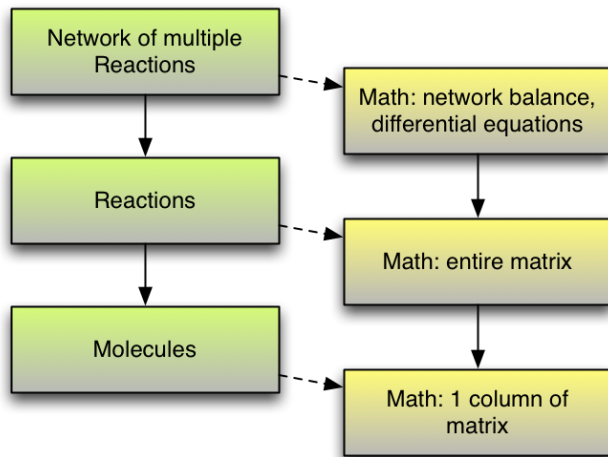 Network of multiple
Reactions
Math: network balance,
differential equations
Reactions
Math: entire matrix
Molecules
Math: 1 column of
matrix